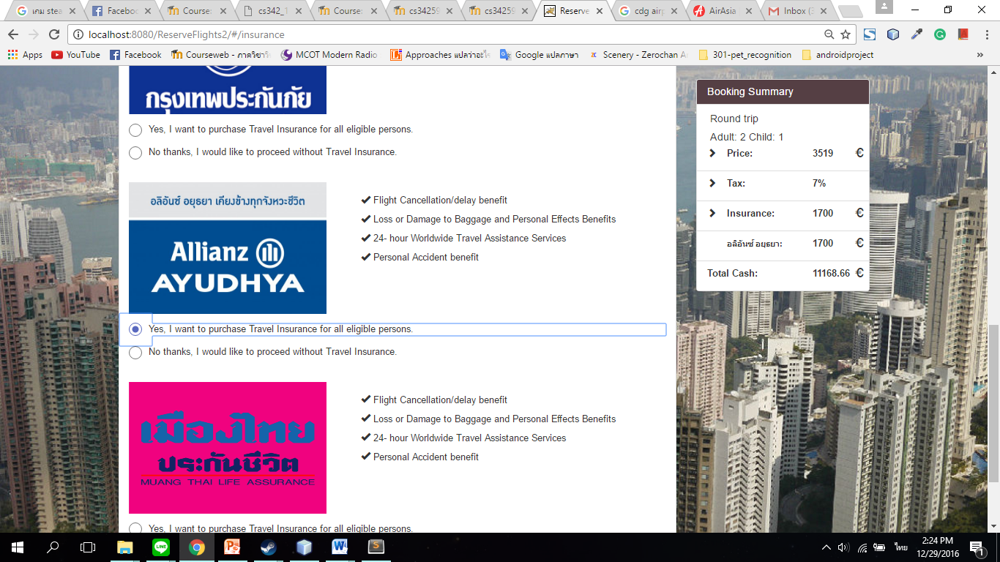 เกม stea
Faceboo
Course:
cs342_1
Course:
cs34259
cs34259
Reserve
cdg airp
AirAsia
Inbox (3
localhost:8080/ReserveFlights2/#/insurance
Apps
YouTube
Facebook
Courseweb - ภาควิชาวิ
MCOT Modern Radio
Approaches แปลว่าอะไร
Google แปลภาษา
Scenery - Zerochan A
301-pet_recognition
androidproject
กรุงเทพประกันภัย
Yes, I want to purchase Travel Insurance for all eligible persons.
No thanks, I would like to proceed without Travel Insurance.
อลิอันซ์ อยุธยา เคียงข้างทุกจังหวะชีวิต
Allianz
AYUDHYA
Flight Cancellation/delay benefit
Loss or Damage to Baggage and Personal Effects Benefits
24- hour Worldwide Travel Assistance Services
Personal Accident benefit
Yes, I want to purchase Travel Insurance for all eligible persons.
No thanks, I would like to proceed without Travel Insurance.
เมืองไทย
ประกันชีวิต
MUANG THAI LIFE ASSURANCE
Flight Cancellation/delay benefit
Loss or Damage to Baggage and Personal Effects Benefits
24- hour Worldwide Travel Assistance Services
Personal Accident benefit
Yes, I want to purchase Travel Insurance for all eligible persons.
Booking Summary
Round trip
Adult: 2 Child: 1
Price: 3519 €
Tax: 7%
Insurance: 1700 €
อลิอันซ์ อยุธยา: 1700 €
Total Cash: 11168.66 €
ไทย
2:24 PM
12/29/2016
1